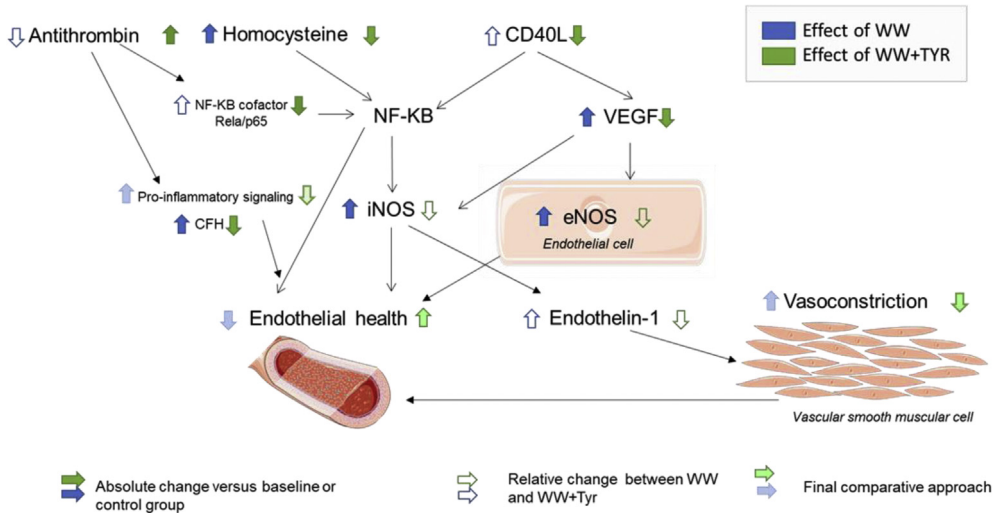 Antithrombin
Homocysteine
CD40L
Effect of WW
Effect of WW+TYR
NF-KB cofactor
Rela/p65
NF-KB
VEGF
Pro-inflammatory signaling
CFH
iNOS
eNOS
Endothelial cell
Endothelial health
Endothelin-1
Vasoconstriction
Vascular smooth muscular cell
Absolute change versus baseline or
control group
Relative change between WW
and WW+Tyr
Final comparative approach